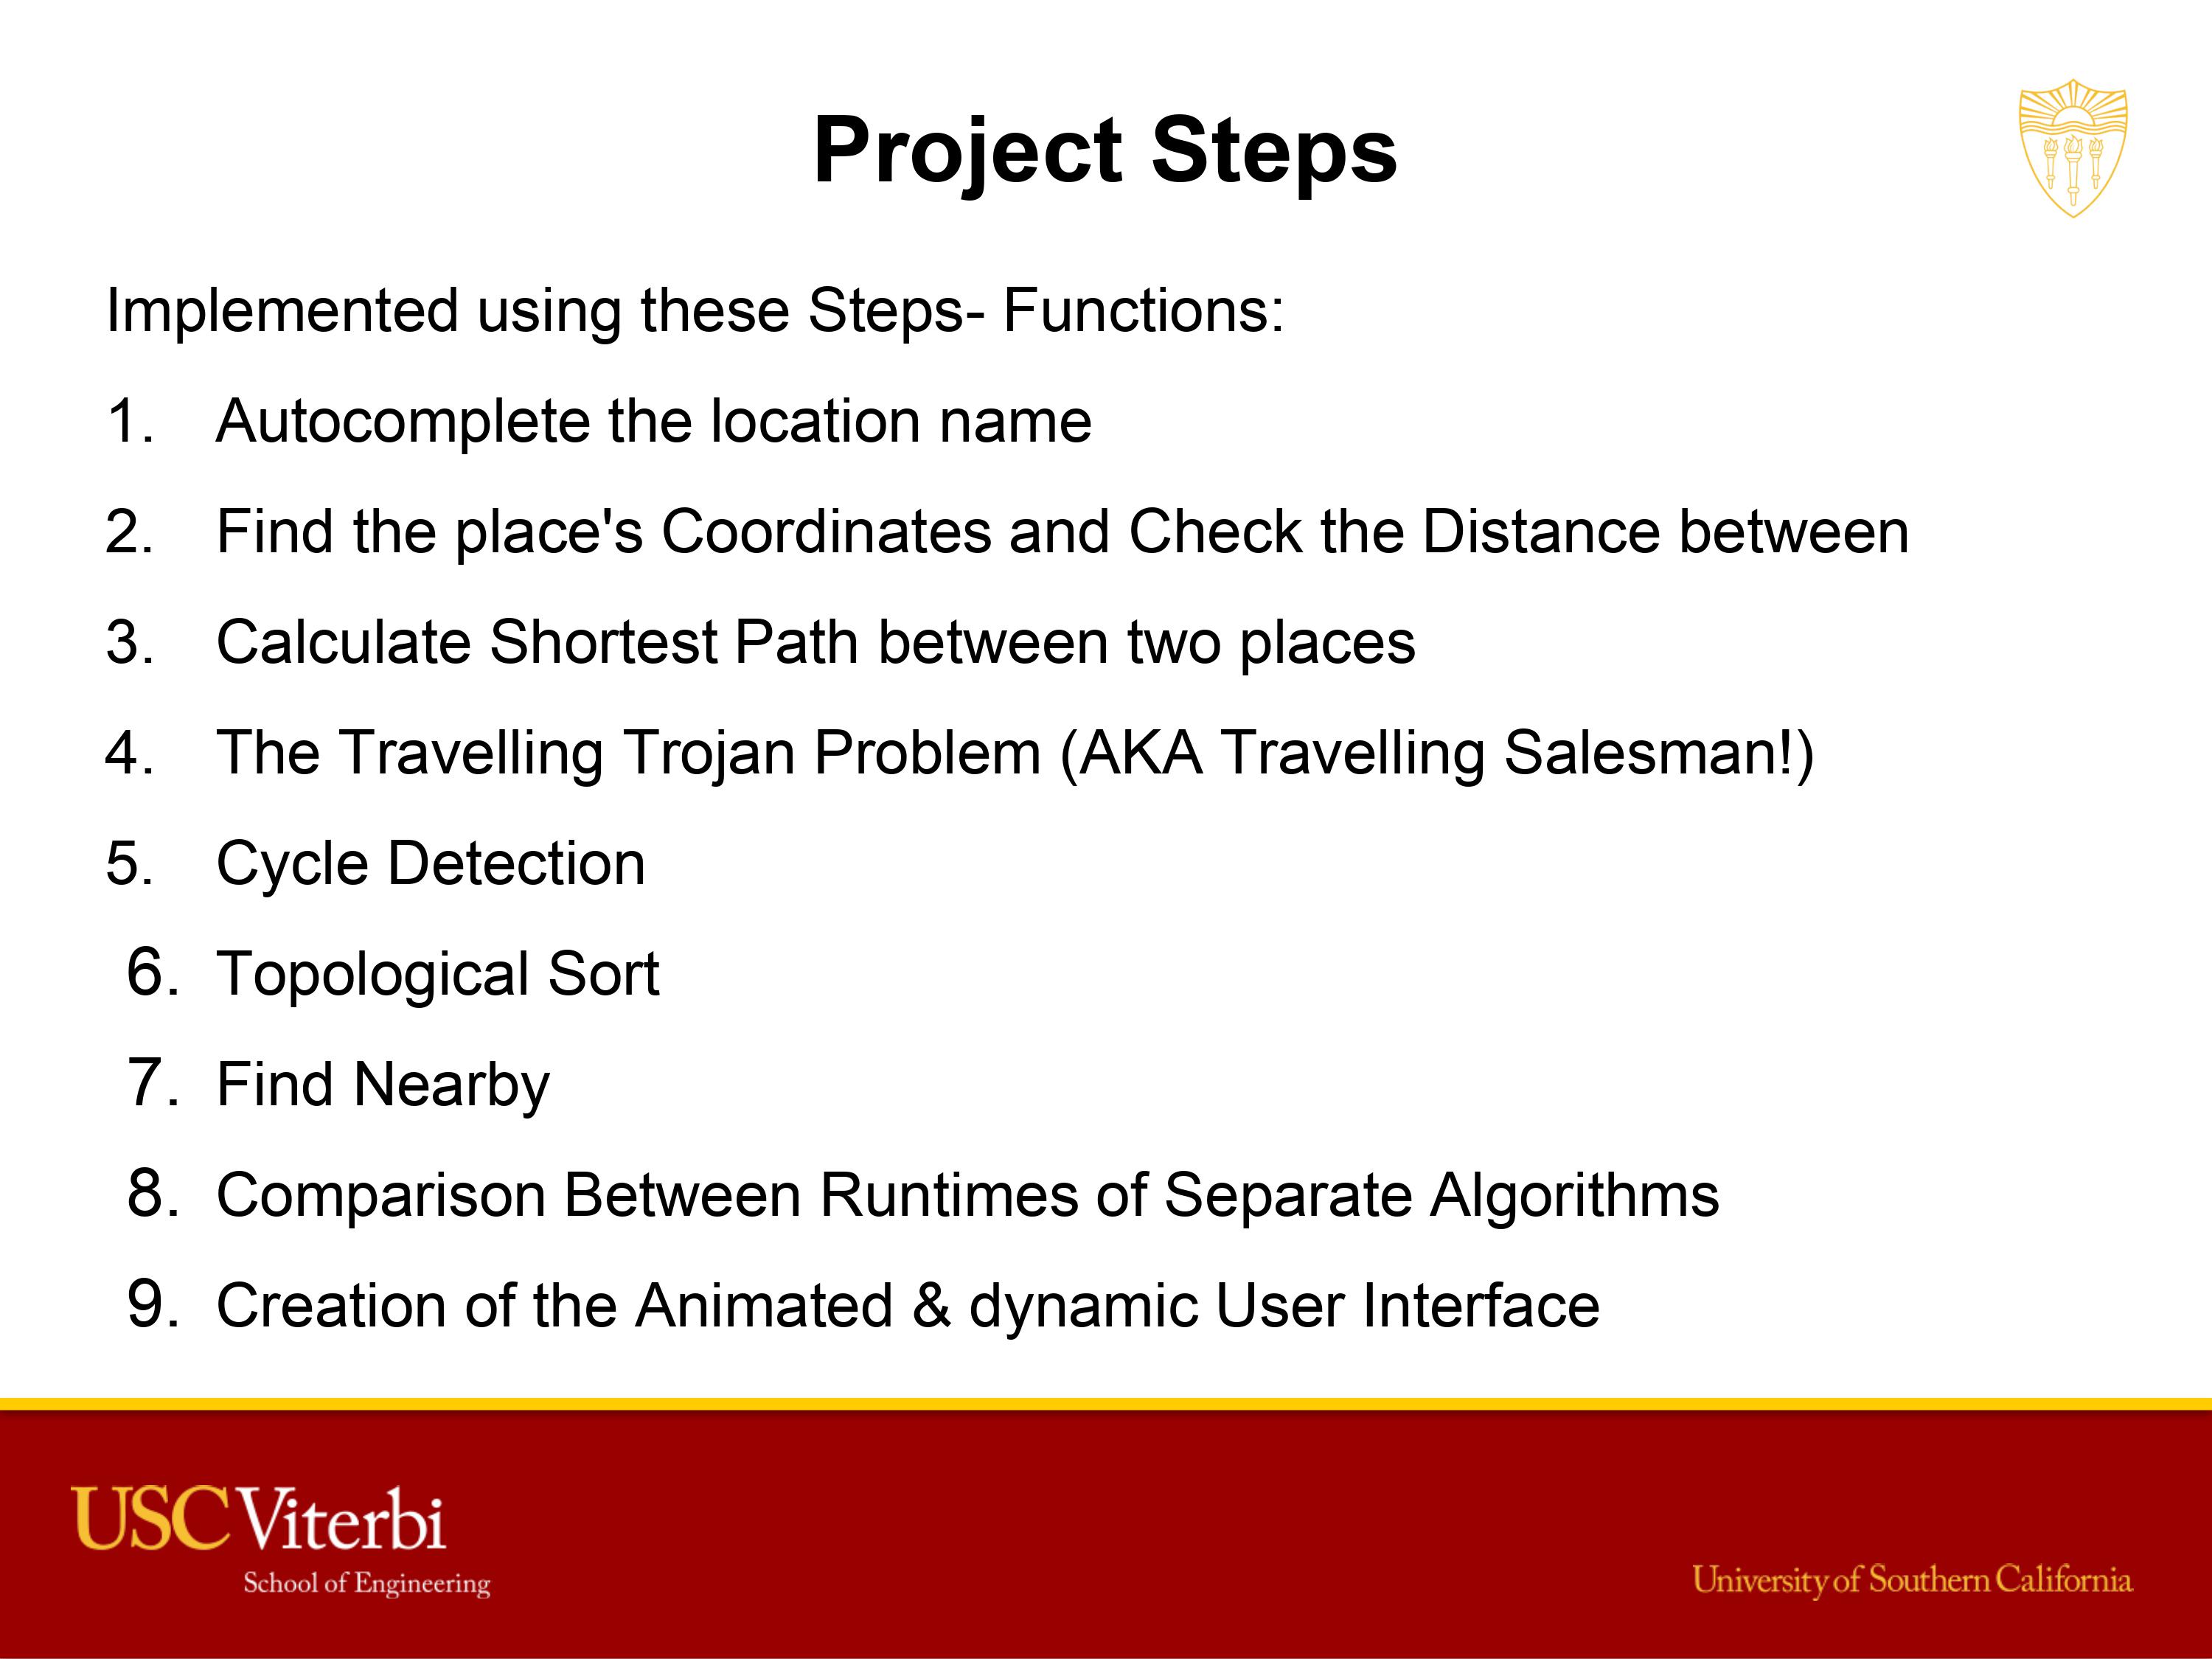 Project Steps
Implemented using these Steps- Functions:
1. Autocomplete the location name
2. Find the place's Coordinates and Check the Distance between
3. Calculate Shortest Path between two places
4. The Travelling Trojan Problem (AKA Travelling Salesman!)
5. Cycle Detection
6. Topological Sort
7. Find Nearby
8. Comparison Between Runtimes of Separate Algorithms
9. Creation of the Animated & dynamic User Interface
USC Viterbi
School of Engineering
University of Southern California